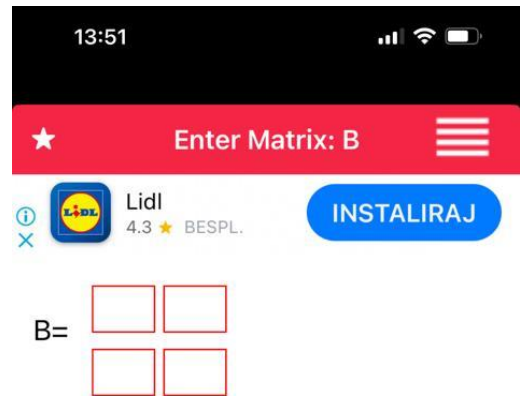 13:51
Enter Matrix: B
LIDL
Lidl
4.3 ★ BESPL.
INSTALIRAJ
B=